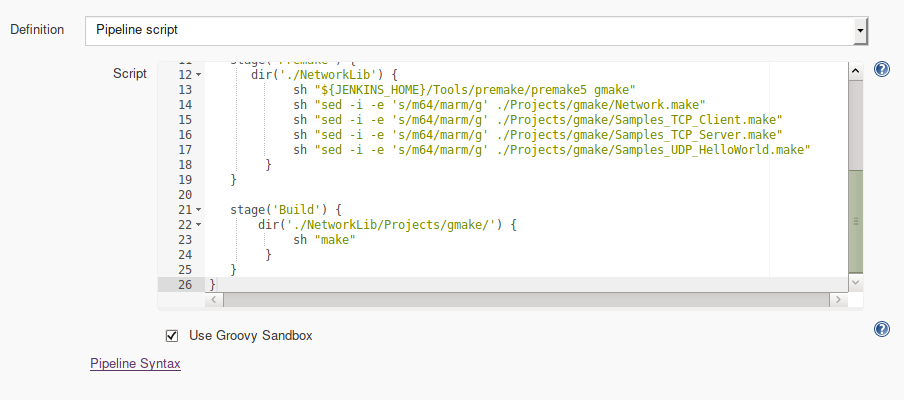 Definition Pipeline script
Script
11 stage('Premake') {
12 dir('./NetworkLib') {
13 sh "${JENKINS_HOME}/Tools/premake/premake5 gmake"
14 sh "sed -i -e 's/m64/marm/g' ./Projects/gmake/Network.make"
15 sh "sed -i -e 's/m64/marm/g' ./Projects/gmake/Samples_TCP_Client.make"
16 sh "sed -i -e 's/m64/marm/g' ./Projects/gmake/Samples_TCP_Server.make"
17 sh "sed -i -e 's/m64/marm/g' ./Projects/gmake/Samples_UDP_HelloWorld.make"
18 }
19 }
20
21 stage('Build') {
22 dir('./NetworkLib/Projects/gmake/') {
23 sh "make"
24 }
25 }
26 }
Use Groovy Sandbox
Pipeline Syntax